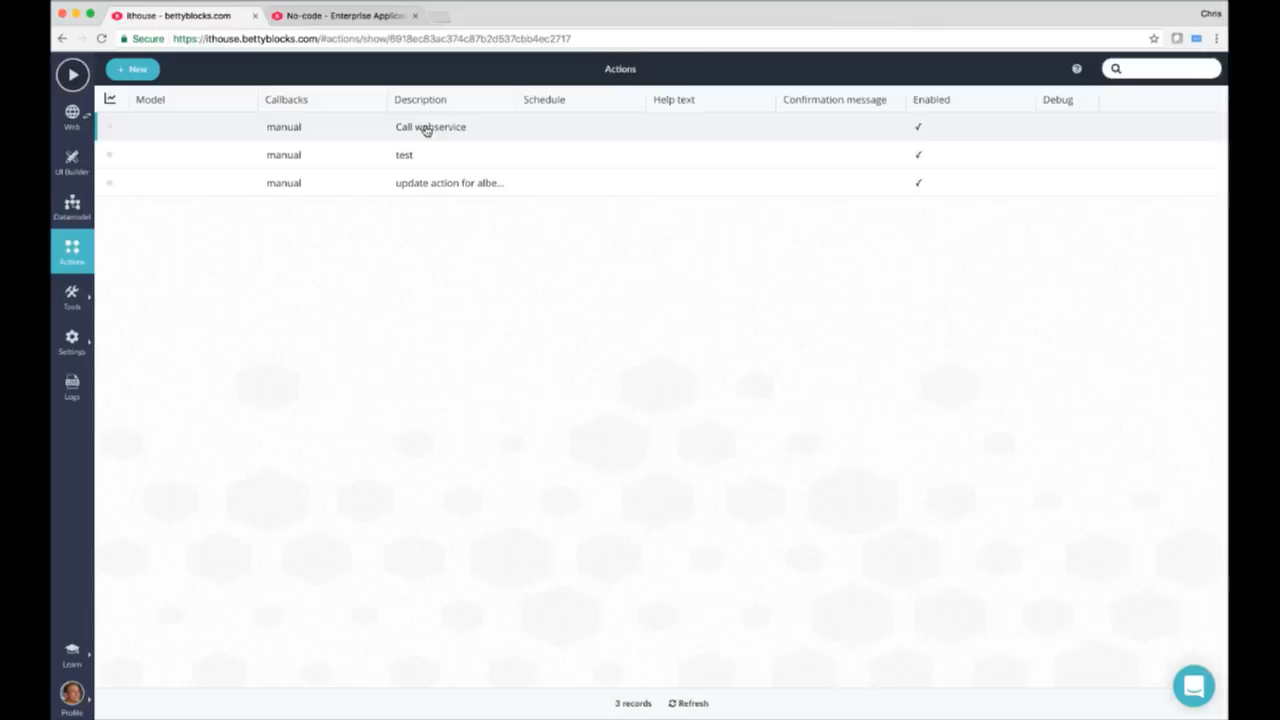 ithouse - bettyblocks.com
No-code - Enterprise Applica
Chris
Secure https://ithouse.bettyblocks.com/#actions/show/6918ec83ac374c87b2d537cbb4ec2717
+ New
Actions
Model Callbacks Description Schedule Help text Confirmation message Enabled Debug
manual Call webservice ✓
manual test ✓
manual update action for albe... ✓
Web
UI Builder
Datamodel
Actions
Tools
Settings
Logs
Learn
Profile
3 records Refresh